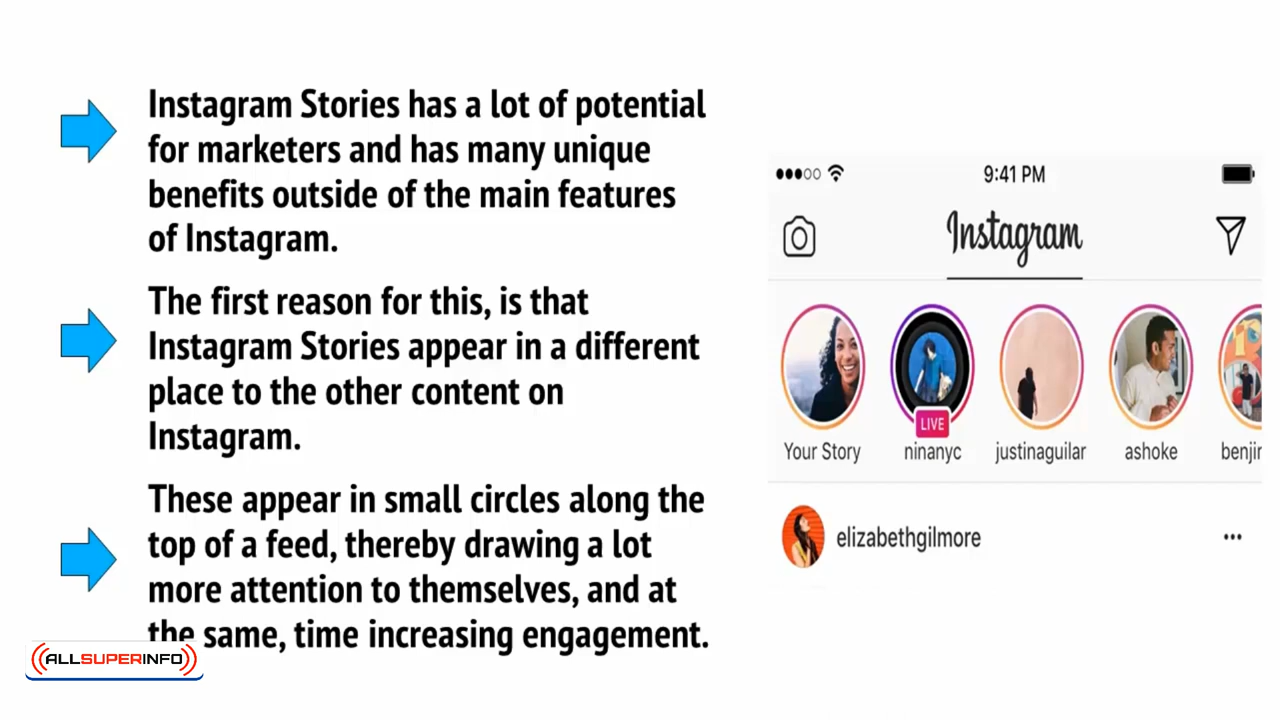 Instagram Stories has a lot of potential
for marketers and has many unique
benefits outside of the main features
of Instagram.
The first reason for this, is that
Instagram Stories appear in a different
place to the other content on
Instagram.
These appear in small circles along the
top of a feed, thereby drawing a lot
more attention to themselves, and at
the same, time increasing engagement.
ALLSUPERINFO
9:41 PM
Instagram
LIVE
Your Story ninanyc justinaguilar ashoke benjir
elizabethgilmore